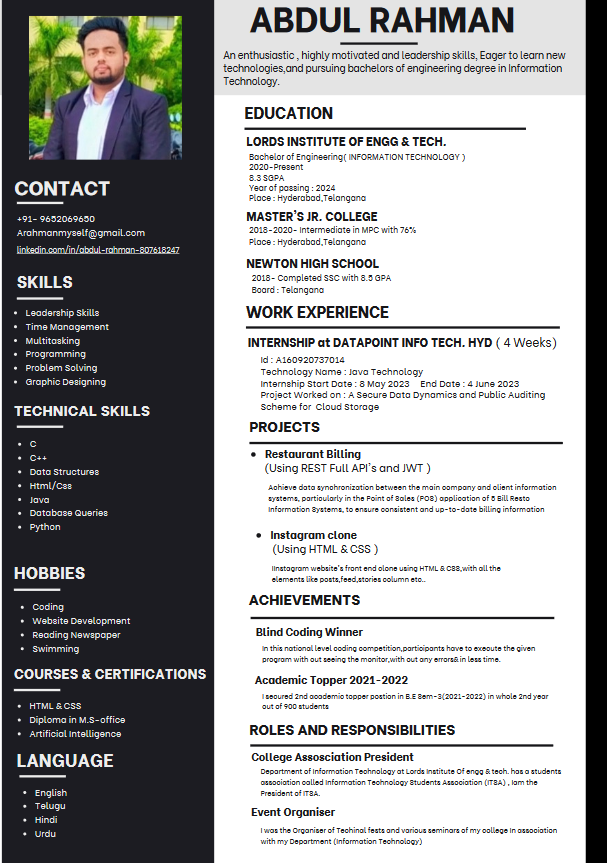 ABDUL RAHMAN
An enthusiastic , highly motivated and leadership skills, Eager to learn new
technologies,and pursuing bachelors of engineering degree in Information
Technology.
CONTACT
+91- 9652069650
Arahmanmyself@gmail.com
linkedin.com/in/abdul-rahman-807618247
SKILLS
Leadership Skills
Time Management
Multitasking
Programming
Problem Solving
Graphic Designing
TECHNICAL SKILLS
C
C++
Data Structures
Html/Css
Java
Database Queries
Python
HOBBIES
Coding
Website Development
Reading Newspaper
Swimming
COURSES & CERTIFICATIONS
HTML & CSS
Diploma in M.S-office
Artificial Intelligence
LANGUAGE
English
Telugu
Hindi
Urdu
EDUCATION
LORDS INSTITUTE OF ENGG & TECH.
Bachelor of Engineering( INFORMATION TECHNOLOGY )
2020-Present
8.3 SGPA
Year of passing : 2024
Place : Hyderabad,Telangana
MASTER'S JR. COLLEGE
2018-2020- Intermediate in MPC with 76%
Place : Hyderabad,Telangana
NEWTON HIGH SCHOOL
2018- Completed SSC with 8.5 GPA
Board : Telangana
WORK EXPERIENCE
INTERNSHIP at DATAPOINT INFO TECH. HYD ( 4 Weeks)
Id : A160920737014
Technology Name : Java Technology
Internship Start Date : 8 May 2023 End Date : 4 June 2023
Project Worked on : A Secure Data Dynamics and Public Auditing
Scheme for Cloud Storage
PROJECTS
Restaurant Billing
(Using REST Full API's and JWT )
Achieve data synchronization between the main company and client information
systems, particularly in the Point of Sales (POS) application of 5 Bill Resto
Information Systems, to ensure consistent and up-to-date billing information
Instagram clone
(Using HTML & CSS )
IInstagram website's front end clone using HTML & CSS,with all the
elements like posts,feed,stories column etc..
ACHIEVEMENTS
Blind Coding Winner
In this national level coding competition,participants have to execute the given
program with out seeing the monitor,with out any errors& in less time.
Academic Topper 2021-2022
I secured 2nd academic topper postion in B.E Sem-3(2021-2022) in whole 2nd year
out of 900 students
ROLES AND RESPONSIBILITIES
College Assosciation President
Department of Information Technology at Lords Institute Of engg & tech. has a students
association called Information Technology Students Association (ITSA) , Iam the
President of ITSA.
Event Organiser
I was the Organiser of Techinal fests and various seminars of my college In association
with my Department (Information Technology)